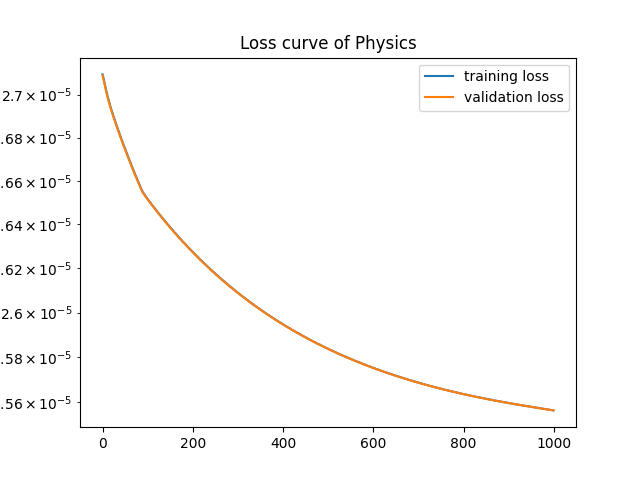 Loss curve of Physics
training loss
validation loss
2.7 × 10⁻⁵
.68 × 10⁻⁵
.66 × 10⁻⁵
.64 × 10⁻⁵
.62 × 10⁻⁵
2.6 × 10⁻⁵
.58 × 10⁻⁵
.56 × 10⁻⁵
0 200 400 600 800 1000